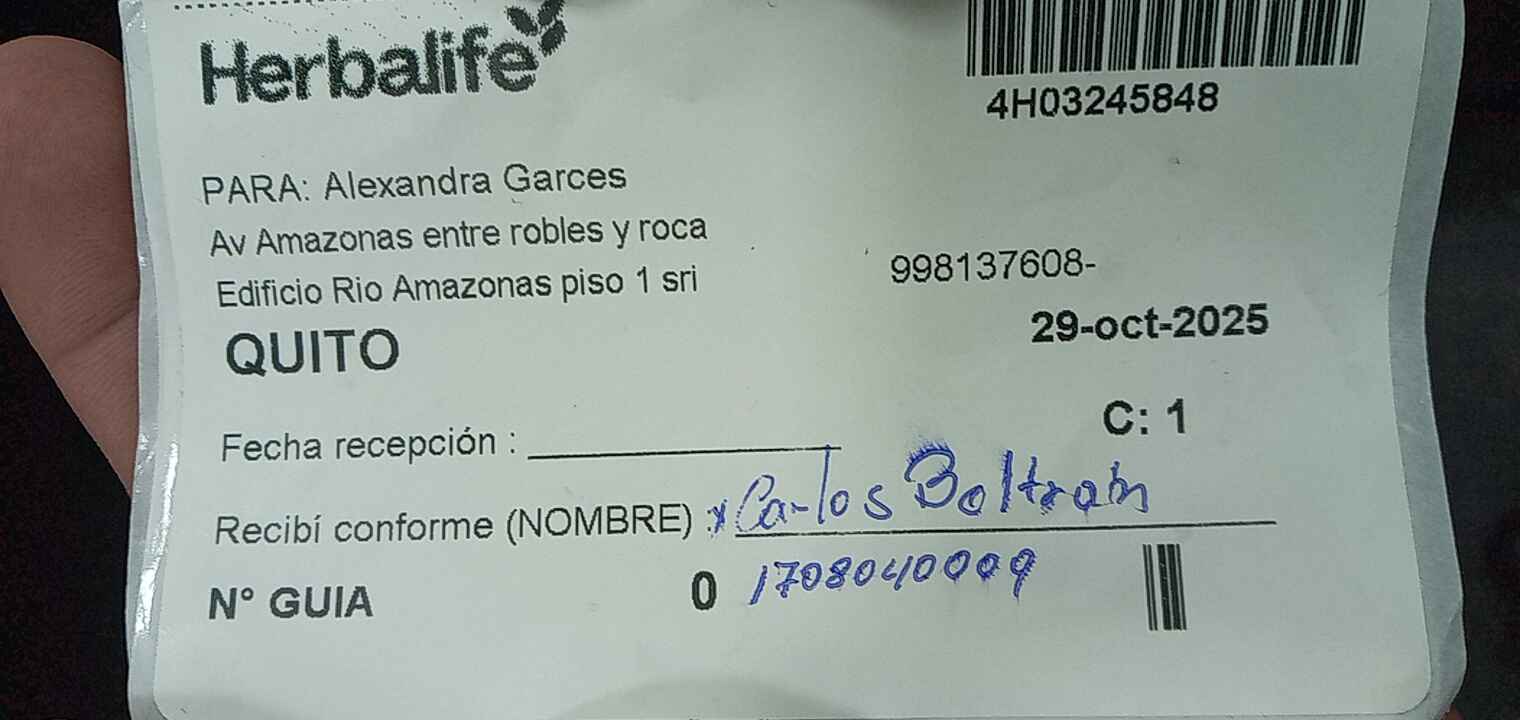 Herbalife
4H03245848
PARA: Alexandra Garces
Av Amazonas entre robles y roca
Edificio Rio Amazonas piso 1 sri
998137608-
QUITO
29-oct-2025
C: 1
Fecha recepción :
Recibí conforme (NOMBRE) :x Carlos Beltran
N° GUIA 0 1708040009